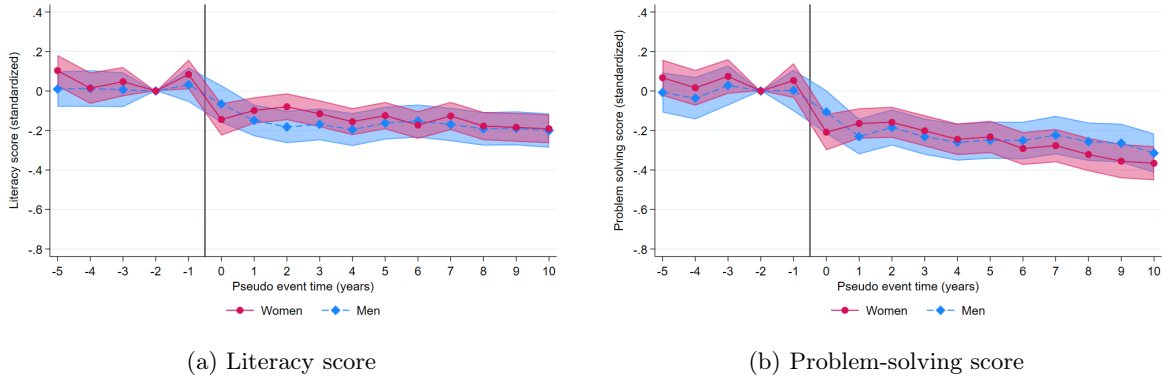 .4
.2
0
-.2
-.4
-.6
-.8
Literacy score (standardized)
-5 -4 -3 -2 -1 0 1 2 3 4 5 6 7 8 9 10
Pseudo event time (years)
Women Men
(a) Literacy score
.4
.2
0
-.2
-.4
-.6
-.8
Problem solving score (standardized)
-5 -4 -3 -2 -1 0 1 2 3 4 5 6 7 8 9 10
Pseudo event time (years)
Women Men
(b) Problem-solving score